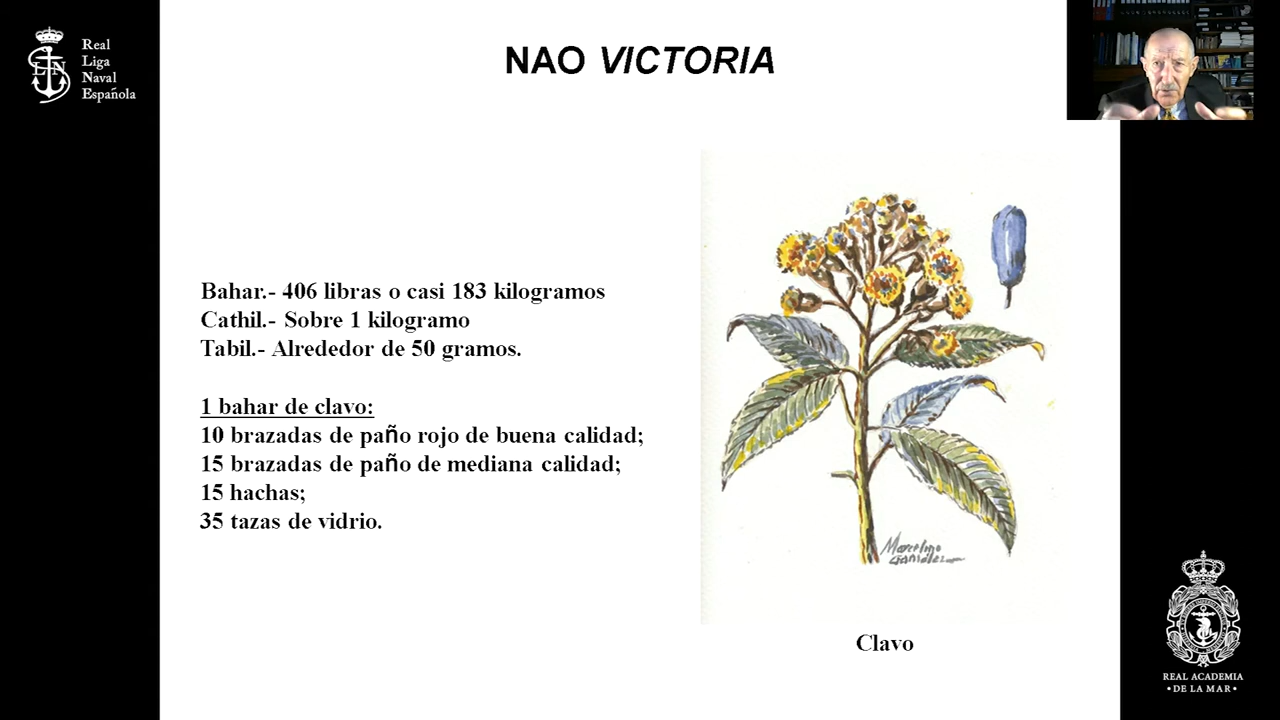 Real
Liga
Naval
Española
NAO VICTORIA
Bahar.- 406 libras o casi 183 kilogramos
Cathil.- Sobre 1 kilogramo
Tabil.- Alrededor de 50 gramos.
1 bahar de clavo:
10 brazadas de paño rojo de buena calidad;
15 brazadas de paño de mediana calidad;
15 hachas;
35 tazas de vidrio.
Marcelino
González
Clavo
REAL ACADEMIA
• DE LA MAR •